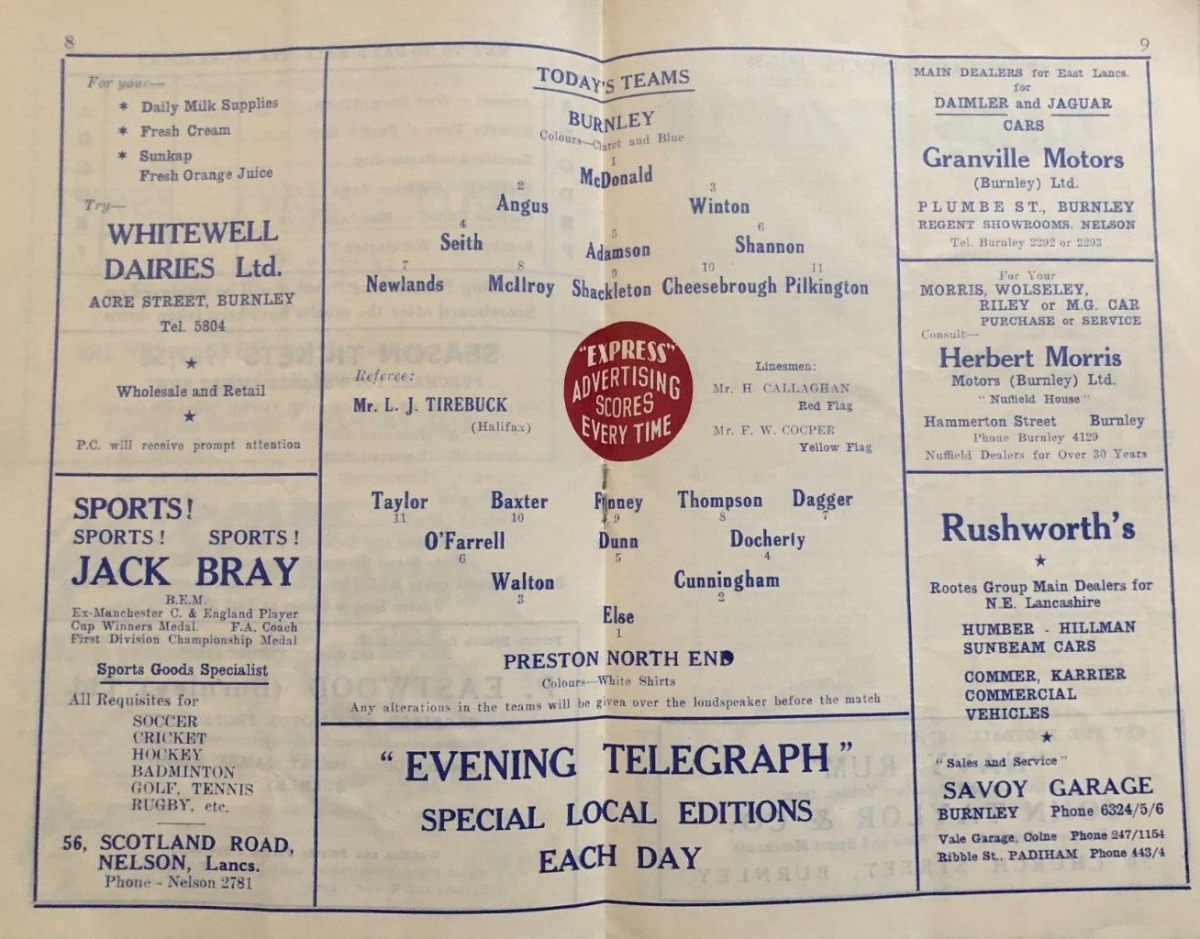 8
For your—
* Daily Milk Supplies
* Fresh Cream
* Sunkap
Fresh Orange Juice
Try—
WHITEWELL
DAIRIES Ltd.
ACRE STREET, BURNLEY
Tel. 5804
★
Wholesale and Retail
★
P.C. will receive prompt attention
SPORTS!
SPORTS! SPORTS!
JACK BRAY
B.E.M.
Ex-Manchester C. & England Player
Cup Winners Medal. F.A. Coach
First Division Championship Medal
Sports Goods Specialist
All Requisites for
SOCCER
CRICKET
HOCKEY
BADMINTON
GOLF, TENNIS
RUGBY, etc.
56, SCOTLAND ROAD,
NELSON, Lancs.
Phone - Nelson 2781
TODAY'S TEAMS
BURNLEY
Colours—Claret and Blue
1
McDonald
2 3
Angus Winton
4 5 6
Seith Adamson Shannon
7 8 9 10 11
Newlands McIlroy Shackleton Cheesebrough Pilkington
Referee:
Mr. L. J. TIREBUCK
(Halifax)
"EXPRESS"
ADVERTISING
SCORES
EVERY TIME
Linesmen:
Mr. H. CALLAGHAN
Red Flag
Mr. F. W. COCPER
Yellow Flag
Taylor Baxter Finney Thompson Dagger
11 10 9 8 7
O'Farrell Dunn Docherty
6 5 4
Walton Cunningham
3 2
Else
1
PRESTON NORTH END
Colours—White Shirts
Any alterations in the teams will be given over the loudspeaker before the match
"EVENING TELEGRAPH"
SPECIAL LOCAL EDITIONS
EACH DAY
9
MAIN DEALERS for East Lancs.
for
DAIMLER and JAGUAR
CARS
Granville Motors
(Burnley) Ltd.
PLUMBE ST., BURNLEY
REGENT SHOWROOMS. NELSON
Tel. Burnley 2292 or 2293
For Your
MORRIS, WOLSELEY,
RILEY or M.G. CAR
PURCHASE or SERVICE
Consult—
Herbert Morris
Motors (Burnley) Ltd.
"Nuffield House"
Hammerton Street Burnley
Phone Burnley 4129
Nuffield Dealers for Over 30 Years
Rushworth's
★
Rootes Group Main Dealers for
N.E. Lancashire
HUMBER - HILLMAN
SUNBEAM CARS
COMMER, KARRIER
COMMERCIAL
VEHICLES
★
"Sales and Service"
SAVOY GARAGE
BURNLEY Phone 6324/5/6
Vale Garage, Colne Phone 247/1154
Ribble St., PADIHAM Phone 443/4